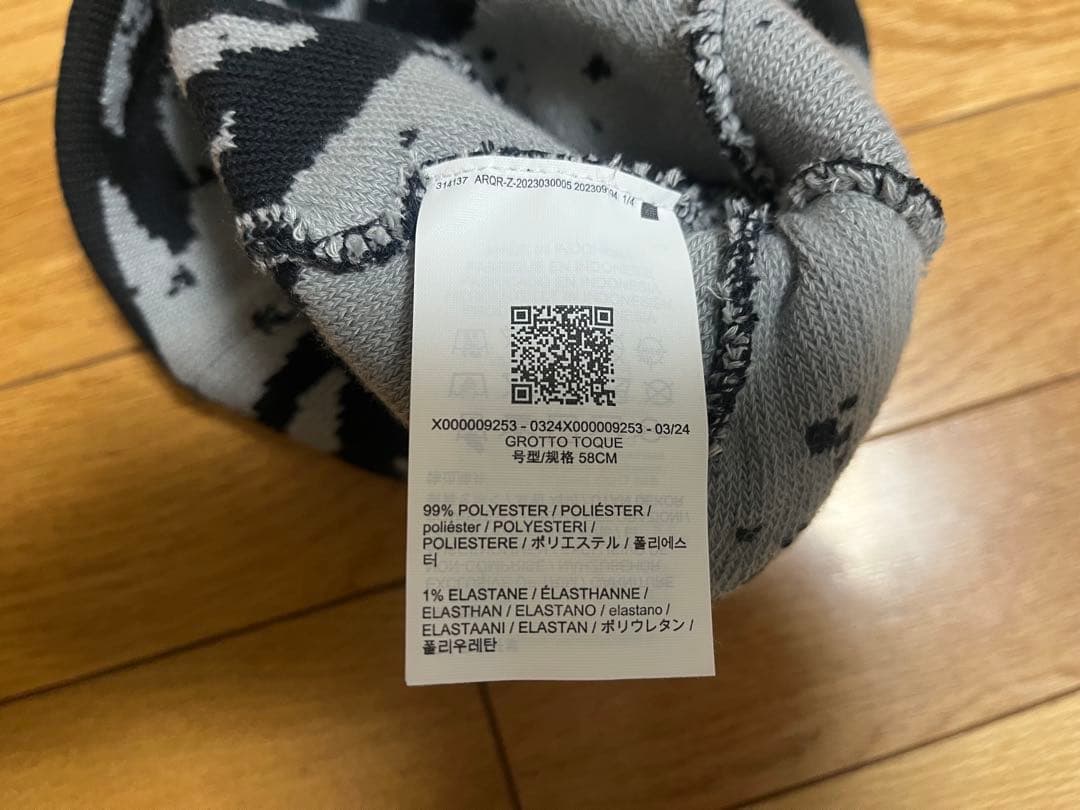 314137 ARQR-Z-2023030005 20230904 1/4
X000009253 - 0324X000009253 - 03/24
GROTTO TOQUE
号型/规格 58CM
99% POLYESTER / POLIÉSTER /
poliéster / POLYESTERI /
POLIESTERE / ポリエステル / 폴리에스
터
1% ELASTANE / ÉLASTHANNE /
ELASTHAN / ELASTANO / elastano /
ELASTAANI / ELASTAN / ポリウレタン /
폴리우레탄